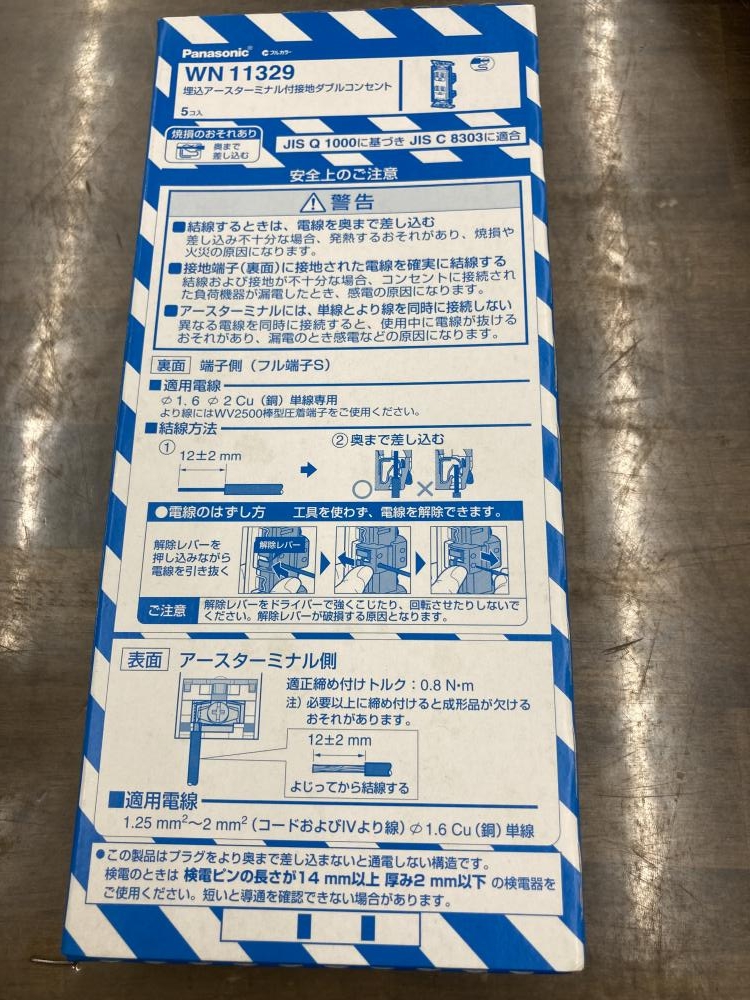 Panasonic® フルカラー
WN 11329
埋込アースターミナル付接地ダブルコンセント
5コ入
焼損のおそれあり
奥まで
差し込む
JIS Q 1000に基づき JIS C 8303に適合
安全上のご注意
⚠警告
■結線するときは、電線を奥まで差し込む
差し込み不十分な場合、発熱するおそれがあり、焼損や
火災の原因になります。
■接地端子(裏面)に接地された電線を確実に結線する
結線および接地が不十分な場合、コンセントに接続され
た負荷機器が漏電したとき、感電の原因になります。
■アースターミナルには、単線とより線を同時に接続しない
異なる電線を同時に接続すると、使用中に電線が抜ける
おそれがあり、漏電のとき感電などの原因になります。
裏面 端子側(フル端子S)
■適用電線
φ1.6 φ2 Cu(銅)単線専用
より線にはWV2500棒型圧着端子をご使用ください。
■結線方法
① ②奥まで差し込む
12±2 mm
○ ×
●電線のはずし方 工具を使わず、電線を解除できます。
解除レバーを
押し込みながら
電線を引き抜く
解除レバー
ご注意 解除レバーをドライバーで強くこじたり、回転させたりしないで
ください。解除レバーが破損する原因となります。
表面 アースターミナル側
適正締め付けトルク:0.8 N·m
注)必要以上に締め付けると成形品が欠ける
おそれがあります。
12±2 mm
よじってから結線する
■適用電線
1.25 mm²~2 mm²(コードおよびIVより線)φ1.6 Cu(銅)単線
●この製品はプラグをより奥まで差し込まないと通電しない構造です。
検電のときは 検電ピンの長さが14 mm以上 厚み2 mm以下 の検電器を
ご使用ください。短いと導通を確認できない場合があります。